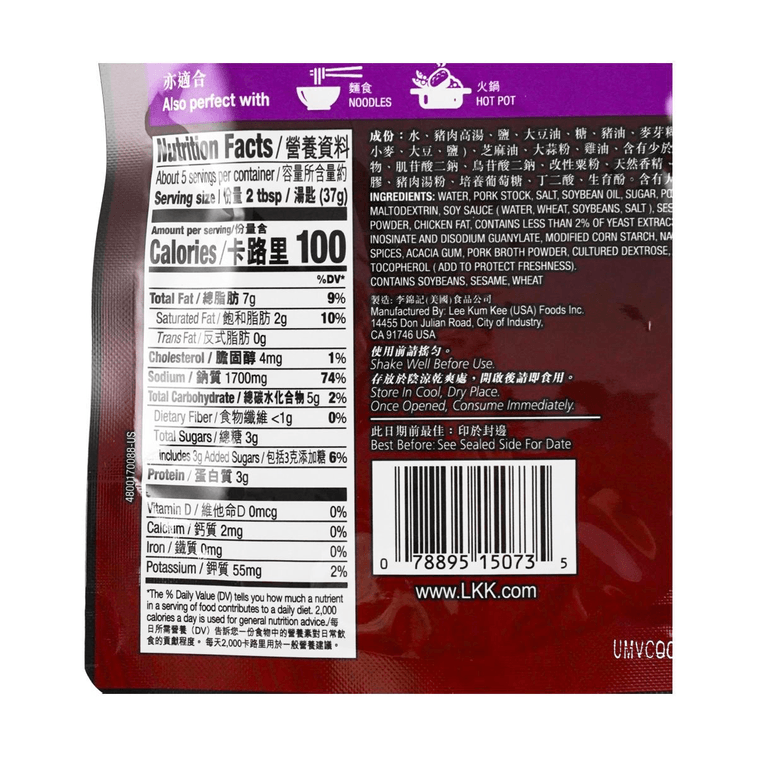 亦適合
Also perfect with
麵食
NOODLES
火鍋
HOT POT
Nutrition Facts / 營養資料
About 5 servings per container / 容量所含量約
Serving size / 份量 2 tbsp / 湯匙 (37g)
Amount per serving/份量含
Calories / 卡路里 100
%DV*
Total Fat / 總脂肪 7g 9%
Saturated Fat / 飽和脂肪 2g 10%
Trans Fat / 反式脂肪 0g
Cholesterol / 膽固醇 4mg 1%
Sodium / 鈉質 1700mg 74%
Total Carbohydrate / 總碳水化合物 5g 2%
Dietary Fiber / 食物纖維 <1g 0%
Total Sugars / 總糖 3g
includes 3g Added Sugars / 包括3克添加糖 6%
Protein / 蛋白質 3g
Vitamin D / 維他命D 0mcg 0%
Calcium / 鈣質 2mg 0%
Iron / 鐵質 0mg 0%
Potassium / 鉀質 55mg 2%
*The % Daily Value (DV) tells you how much a nutrient
in a serving of food contributes to a daily diet. 2,000
calories a day is used for general nutrition advice./每
日所需營養（DV）告訴您一份食物中的營養素對日常飲
食的貢獻程度。 每天2,000卡路里用於一般營養建議。
4800170088-US
成份：水、豬肉高湯、鹽、大豆油、糖、豬油、麥芽糊
小麥、大豆、鹽)、芝麻油、大蒜粉、雞油、含有少於
物、肌苷酸二鈉、鳥苷酸二鈉、改性粟粉、天然香精
膠、豬肉湯粉、培養葡萄糖、丁二酸、生育酚。含有大
INGREDIENTS: WATER, PORK STOCK, SALT, SOYBEAN OIL, SUGAR, PO
MALTODEXTRIN, SOY SAUCE ( WATER, WHEAT, SOYBEANS, SALT ), SES
POWDER, CHICKEN FAT, CONTAINS LESS THAN 2% OF YEAST EXTRAC
INOSINATE AND DISODIUM GUANYLATE, MODIFIED CORN STARCH, NA
SPICES, ACACIA GUM, PORK BROTH POWDER, CULTURED DEXTROSE,
TOCOPHEROL ( ADD TO PROTECT FRESHNESS).
CONTAINS SOYBEANS, SESAME, WHEAT
製造: 李錦記(美國)食品公司
Manufactured By: Lee Kum Kee (USA) Foods Inc.
14455 Don Julian Road, City of Industry,
CA 91746 USA
使用前請搖勻。
Shake Well Before Use.
存放於陰涼乾爽處，開啟後請即食用。
Store In Cool, Dry Place.
Once Opened, Consume Immediately.
此日期前最佳：印於封邊
Best Before: See Sealed Side For Date
0 78895 15073 5
www.LKK.com